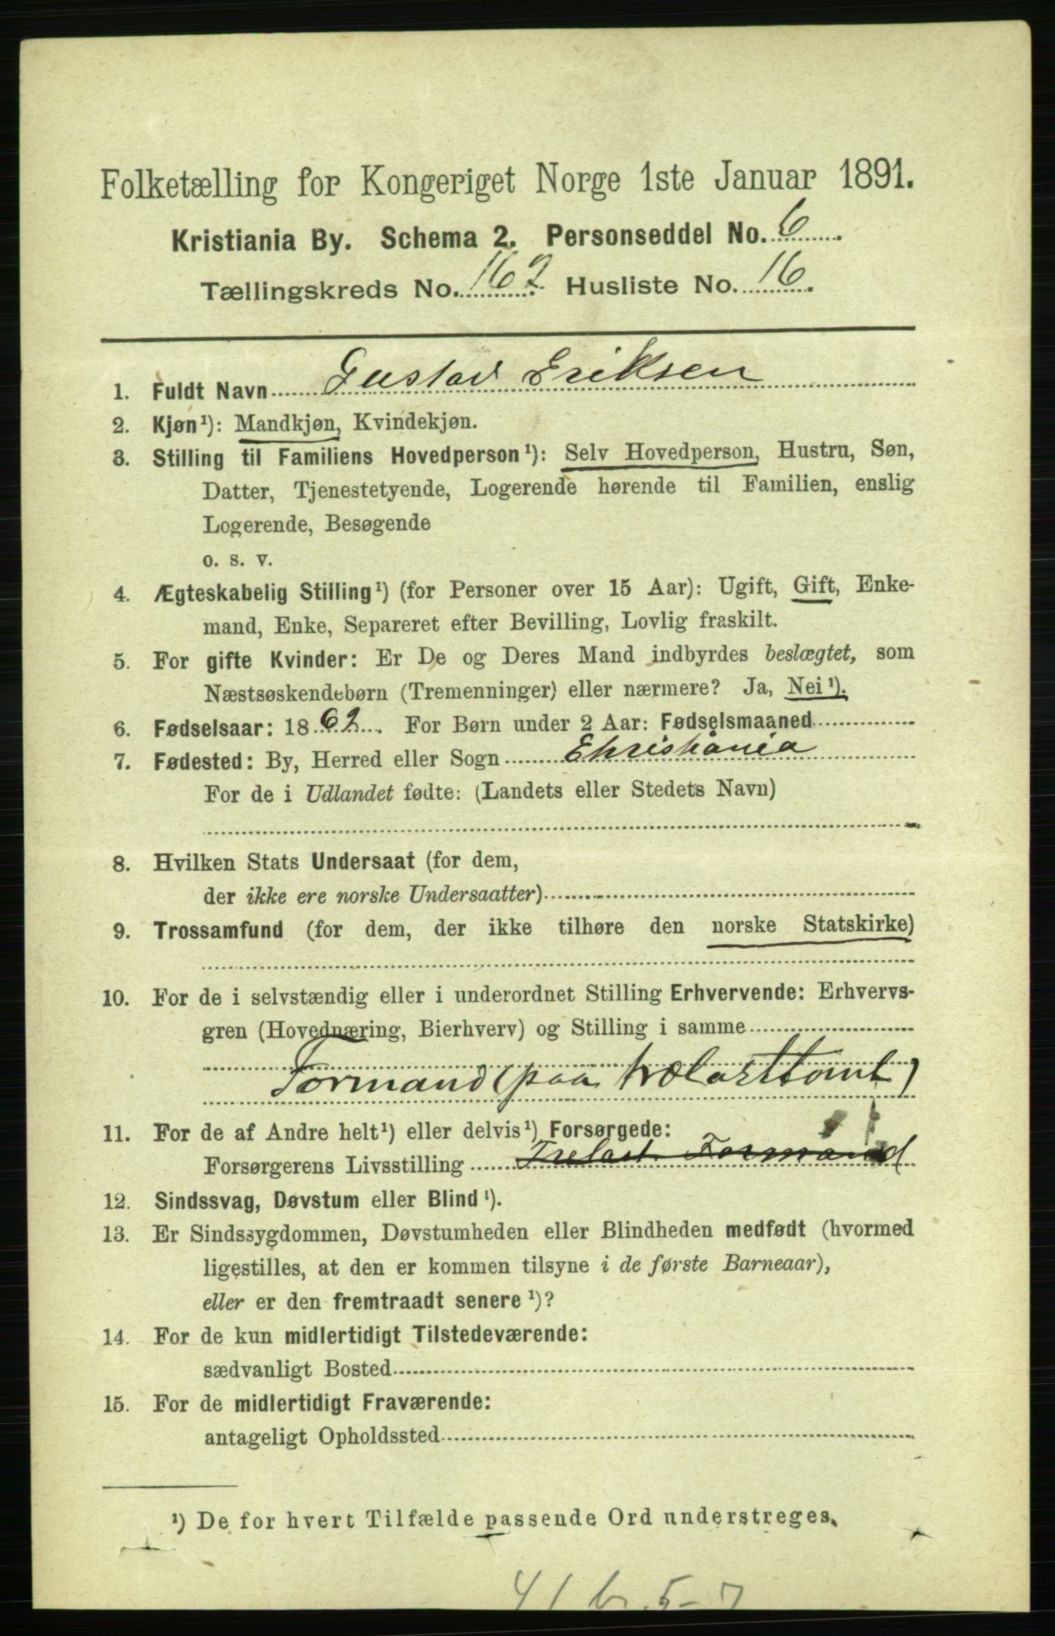 Folketælling for Kongeriget Norge 1ste Januar 1891.
Kristiania By. Schema 2. Personseddel No. 6
Tællingskreds No. 162 Husliste No. 16.
1. Fuldt Navn Gustav Eriksen
2. Kjøn¹): Mandkjøn, Kvindekjøn.
3. Stilling til Familiens Hovedperson¹): Selv Hovedperson, Hustru, Søn,
Datter, Tjenestetyende, Logerende hørende til Familien, enslig
Logerende, Besøgende
o. s. v.
4. Ægteskabelig Stilling¹) (for Personer over 15 Aar): Ugift, Gift, Enke-
mand, Enke, Separeret efter Bevilling, Lovlig fraskilt.
5. For gifte Kvinder: Er De og Deres Mand indbyrdes beslægtet, som
Næstsøskendebørn (Tremenninger) eller nærmere? Ja, Nei¹).
6. Fødselsaar: 1862. For Børn under 2 Aar: Fødselsmaaned
7. Fødested: By, Herred eller Sogn Christiania
For de i Udlandet fødte: (Landets eller Stedets Navn)
8. Hvilken Stats Undersaat (for dem,
der ikke ere norske Undersaatter)
9. Trossamfund (for dem, der ikke tilhøre den norske Statskirke)
10. For de i selvstændig eller i underordnet Stilling Erhvervende: Erhvervs-
gren (Hovednæring, Bierhverv) og Stilling i samme
Formand (paa trælasttomt)
11. For de af Andre helt¹) eller delvis¹) Forsørgede:
Forsørgerens Livsstilling Trelast Formand
12. Sindssvag, Døvstum eller Blind¹).
13. Er Sindssygdommen, Døvstumheden eller Blindheden medfødt (hvormed
ligestilles, at den er kommen tilsyne i de første Barneaar),
eller er den fremtraadt senere¹)?
14. For de kun midlertidigt Tilstedeværende:
sædvanligt Bosted
15. For de midlertidigt Fraværende:
antageligt Opholdssted
¹) De for hvert Tilfælde passende Ord understreges.